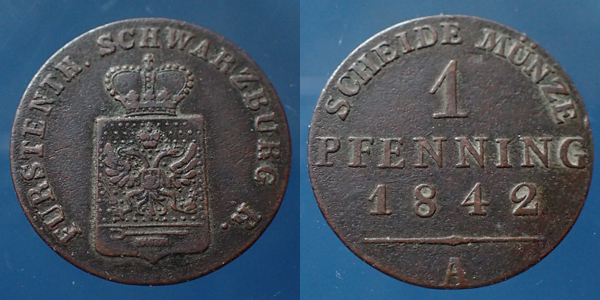 FÜRSTENTH. SCHWARZBURG R.
SCHEIDE MÜNZE
1
PFENNING
1842
A